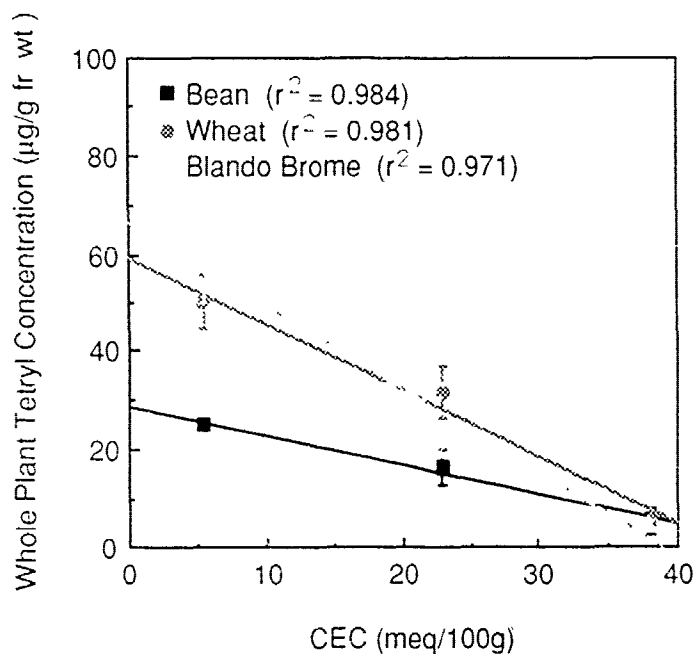 Whole Plant Tetryl Concentration (µg/g fr wt)
100
80
60
40
20
0
Bean (r² = 0.984)
Wheat (r² = 0.981)
Blando Brome (r² = 0.971)
0 10 20 30 40
CEC (meq/100g)